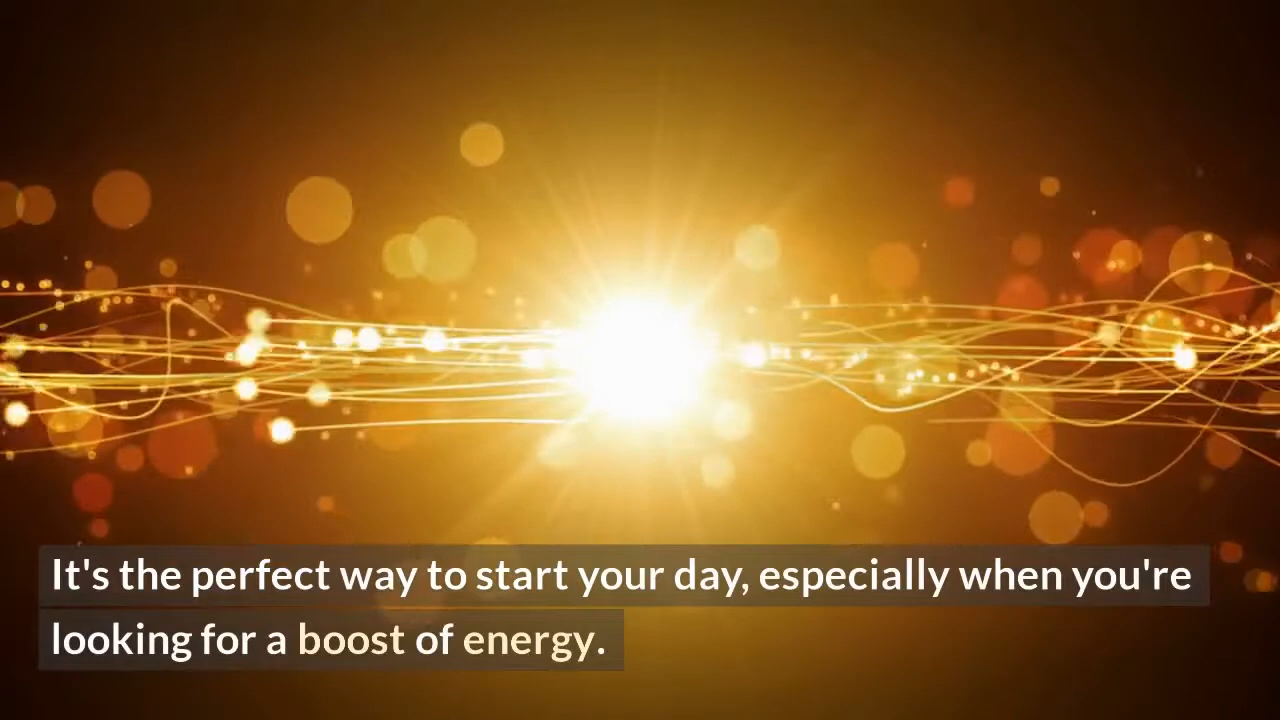 It's the perfect way to start your day, especially when you're
looking for a boost of energy.